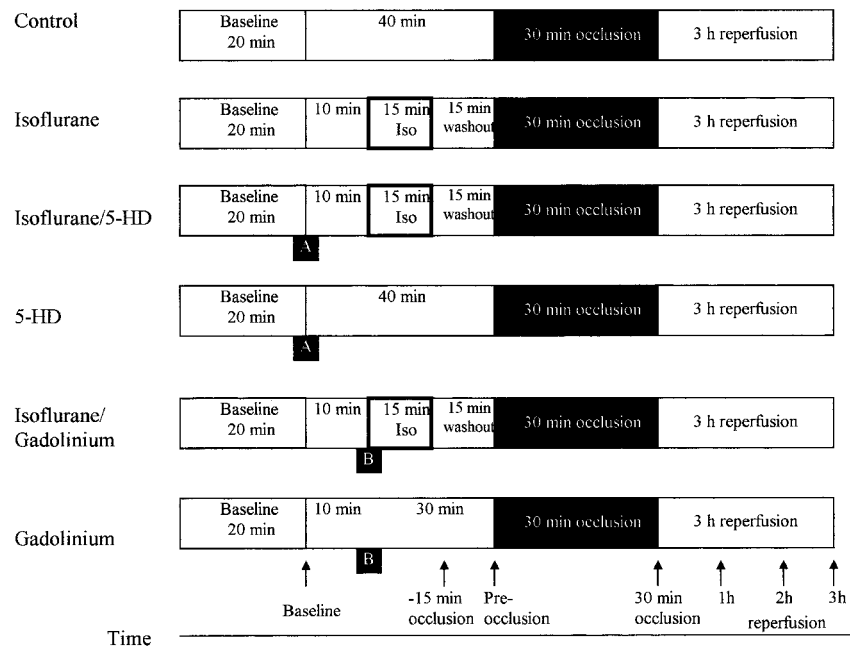 Control
Baseline 40 min
20 min 30 min occlusion 3 h reperfusion
Isoflurane
Baseline 10 min 15 min 15 min
20 min Iso washout 30 min occlusion 3 h reperfusion
Isoflurane/5-HD
Baseline 10 min 15 min 15 min
20 min Iso washout 30 min occlusion 3 h reperfusion
A
5-HD
Baseline 40 min
20 min 30 min occlusion 3 h reperfusion
A
Isoflurane/
Gadolinium
Baseline 10 min 15 min 15 min
20 min Iso washout 30 min occlusion 3 h reperfusion
B
Gadolinium
Baseline 10 min 30 min
20 min 30 min occlusion 3 h reperfusion
B
Baseline
-15 min
occlusion
Pre-
occlusion
30 min
occlusion
1h 2h 3h
reperfusion
Time